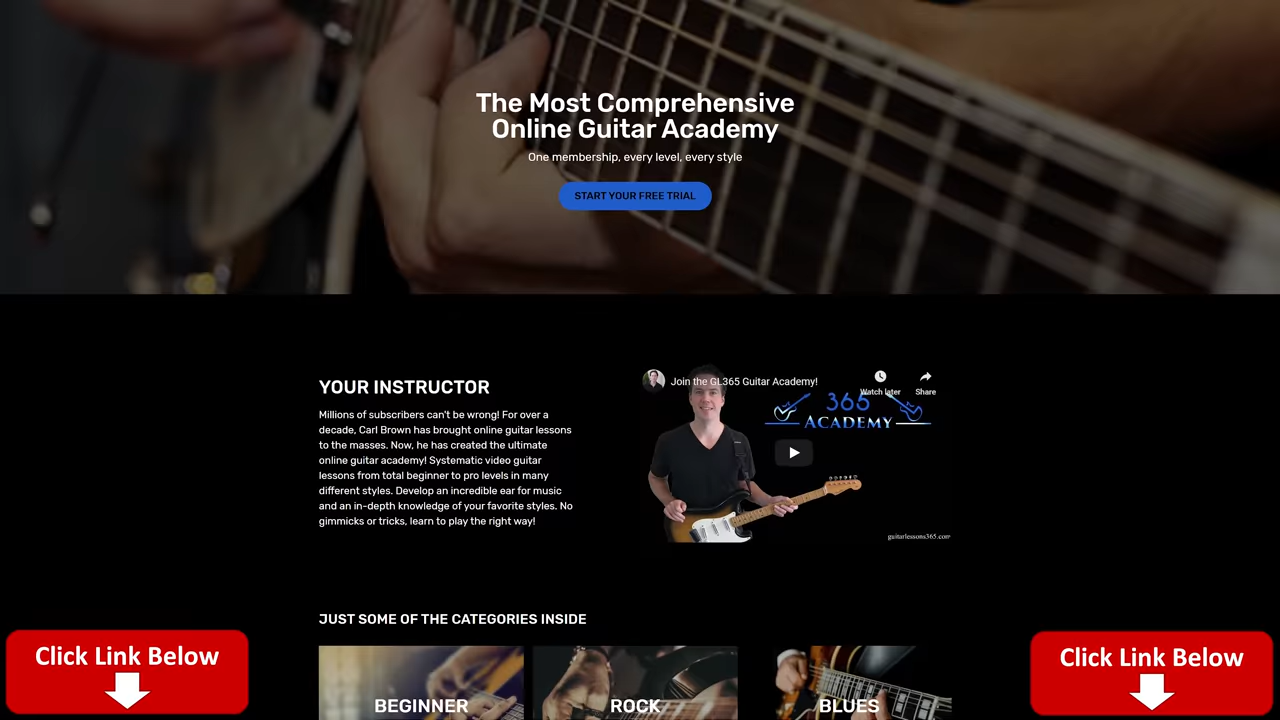 The Most Comprehensive
Online Guitar Academy
One membership, every level, every style
START YOUR FREE TRIAL
YOUR INSTRUCTOR
Millions of subscribers can't be wrong! For over a
decade, Carl Brown has brought online guitar lessons
to the masses. Now, he has created the ultimate
online guitar academy! Systematic video guitar
lessons from total beginner to pro levels in many
different styles. Develop an incredible ear for music
and an in-depth knowledge of your favorite styles. No
gimmicks or tricks, learn to play the right way!
Join the GL365 Guitar Academy!
Watch later
Share
365
ACADEMY
guitarlessons365.com
JUST SOME OF THE CATEGORIES INSIDE
BEGINNER
ROCK
BLUES
Click Link Below
Click Link Below